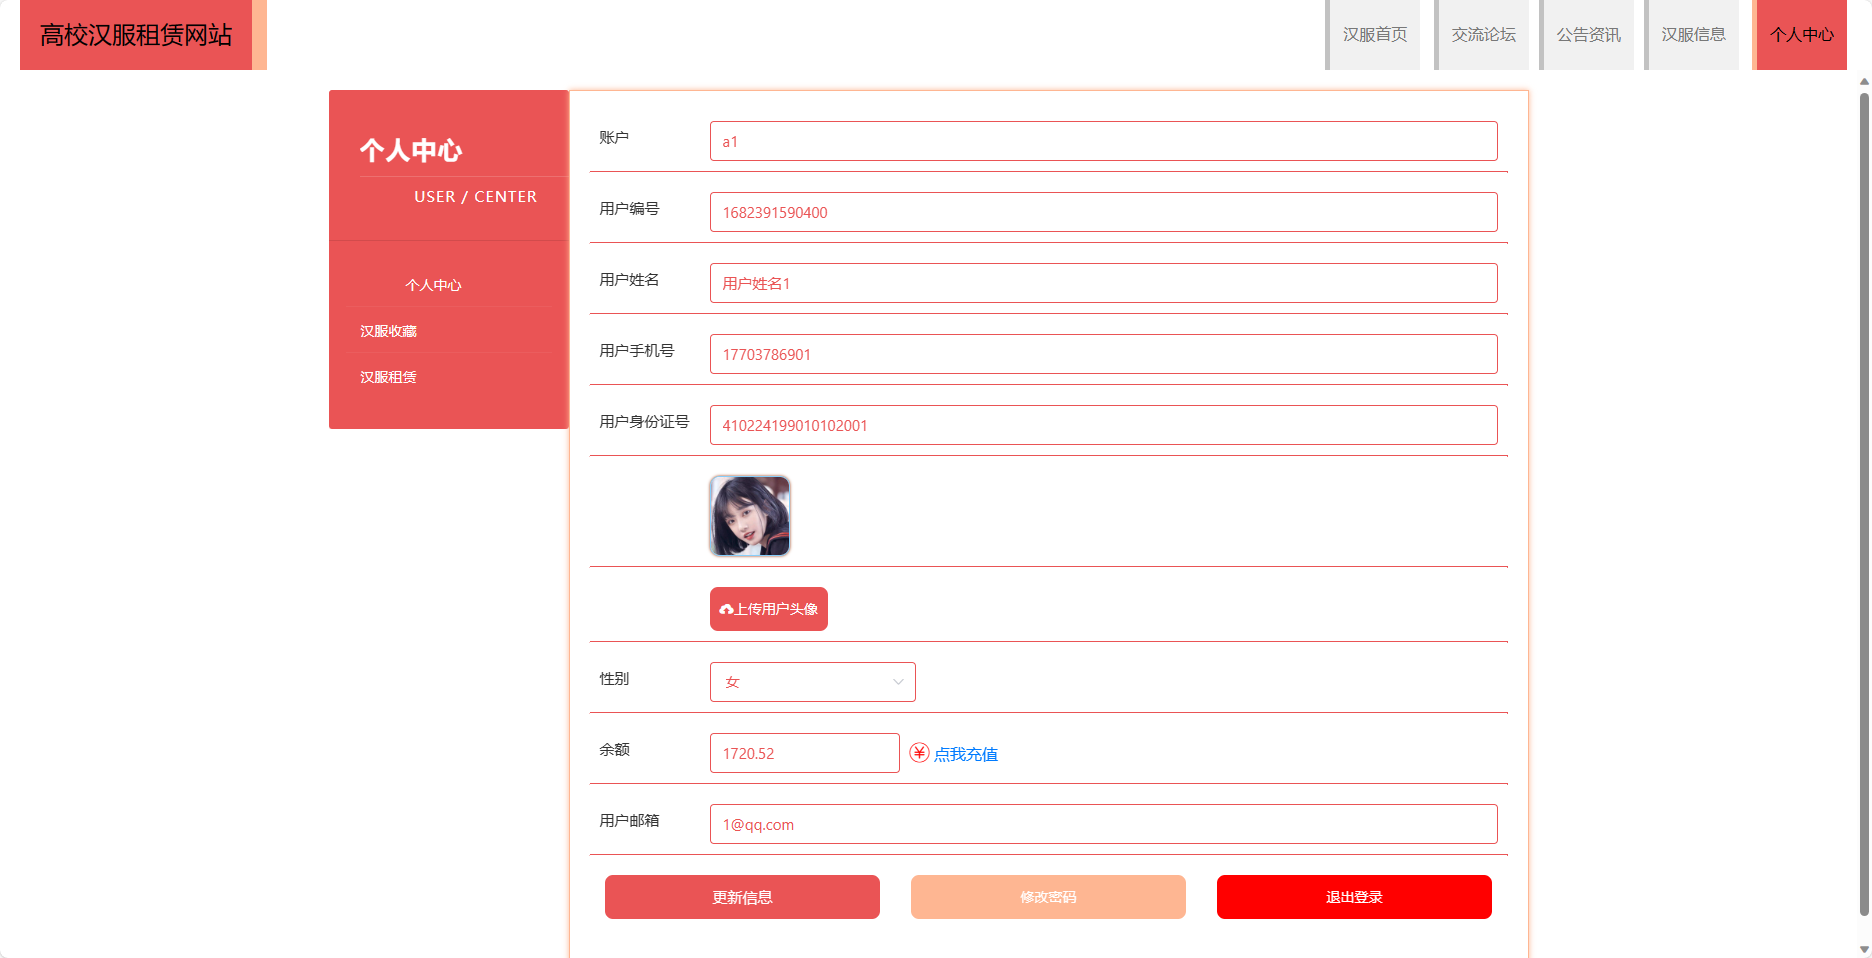 高校汉服租赁网站
汉服首页
交流论坛
公告资讯
汉服信息
个人中心
个人中心
USER / CENTER
个人中心
汉服收藏
汉服租赁
账户
a1
用户编号
1682391590400
用户姓名
用户姓名1
用户手机号
17703786901
用户身份证号
410224199010102001
上传用户头像
性别
女
余额
1720.52
点我充值
用户邮箱
1@qq.com
更新信息
修改密码
退出登录